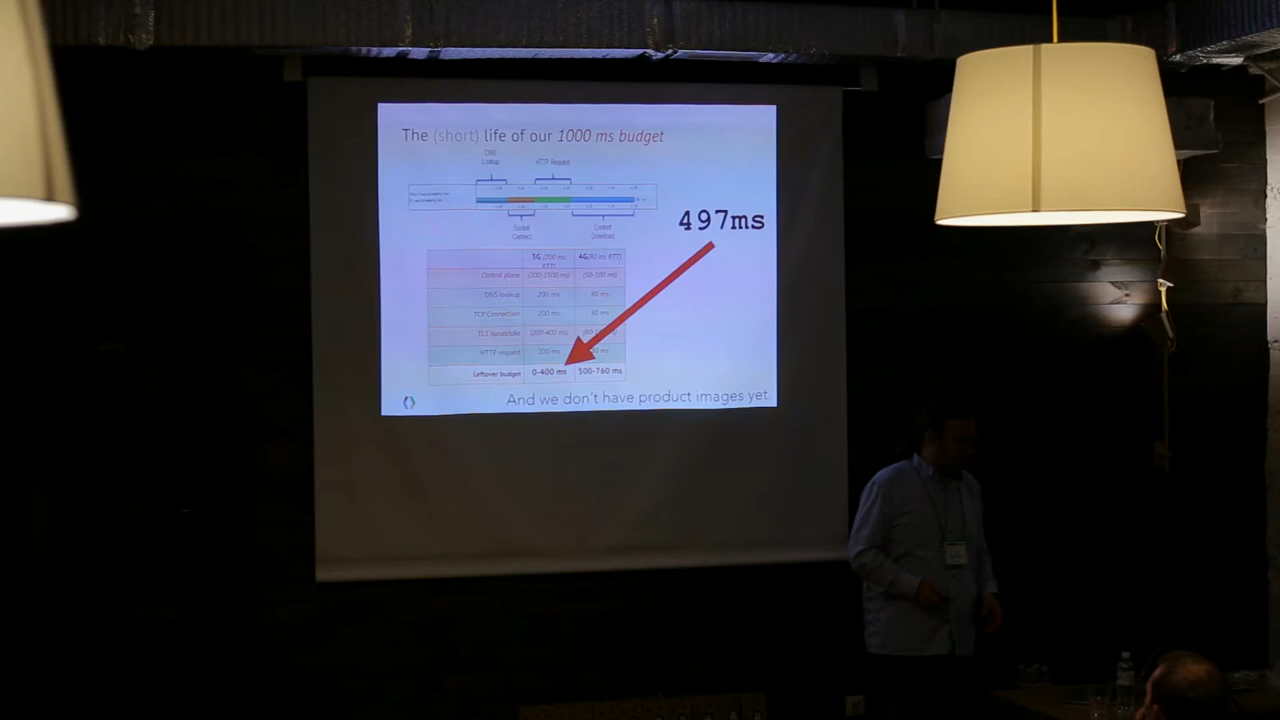 The (short) life of our 1000 ms budget
DNS
Lookup
HTTP Request
Socket
Connect
Content
Download
497ms
3G (200 ms RTT)
4G(80 ms RTT)
Control plane (200-2500 ms) (50-100 ms)
DNS lookup 200 ms 80 ms
TCP Connection 200 ms 80 ms
TLS handshake (200-400 ms)
HTTP request 200 ms
Leftover budget 0-400 ms 500-760 ms
And we don't have product images yet.